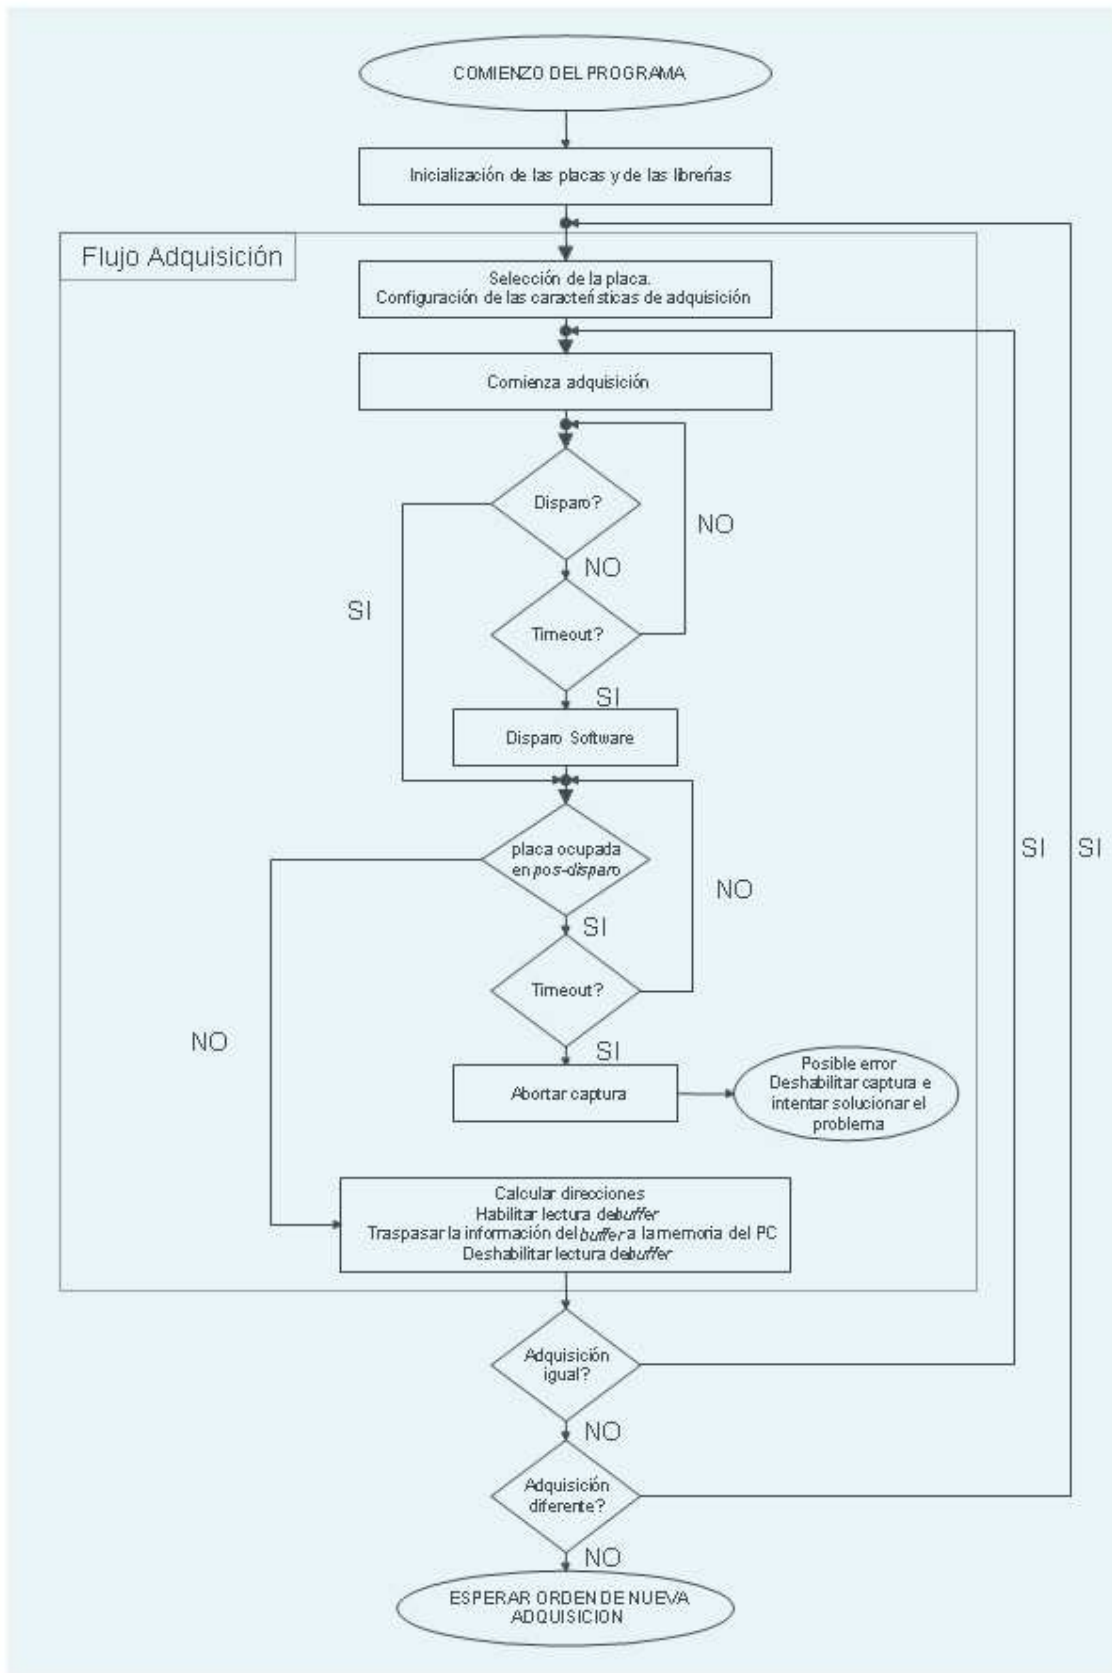 COMIENZO DEL PROGRAMA
Inicialización de las placas y de las librerías
Flujo Adquisición
Selección de la placa.
Configuración de las características de adquisición
Comienza adquisición
Disparo?
NO
NO
SI
Timeout?
SI
Disparo Software
placa ocupada
en pos-disparo
SI
SI
NO
SI
Timeout?
NO
SI
Abortar captura
Posible error
Deshabilitar captura e
intentar solucionar el
problema
Calcular direcciones
Habilitar lectura debuffer
Traspasar la información del buffer a la memoria del PC
Deshabilitar lectura debuffer
Adquisición
igual?
NO
Adquisición
diferente?
NO
ESPERAR ORDEN DE NUEVA
ADQUISICION